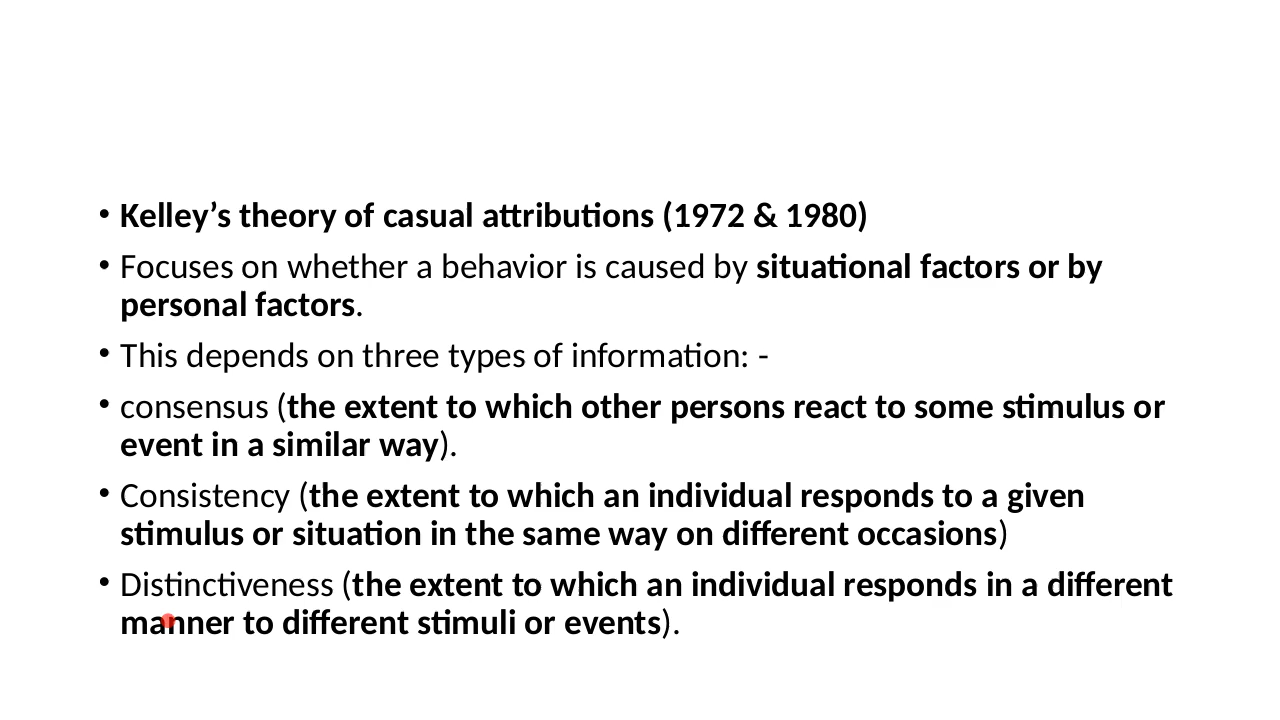 • Kelley’s theory of casual attributions (1972 & 1980)
• Focuses on whether a behavior is caused by situational factors or by
personal factors.
• This depends on three types of information: -
• consensus (the extent to which other persons react to some stimulus or
event in a similar way).
• Consistency (the extent to which an individual responds to a given
stimulus or situation in the same way on different occasions)
• Distinctiveness (the extent to which an individual responds in a different
manner to different stimuli or events).